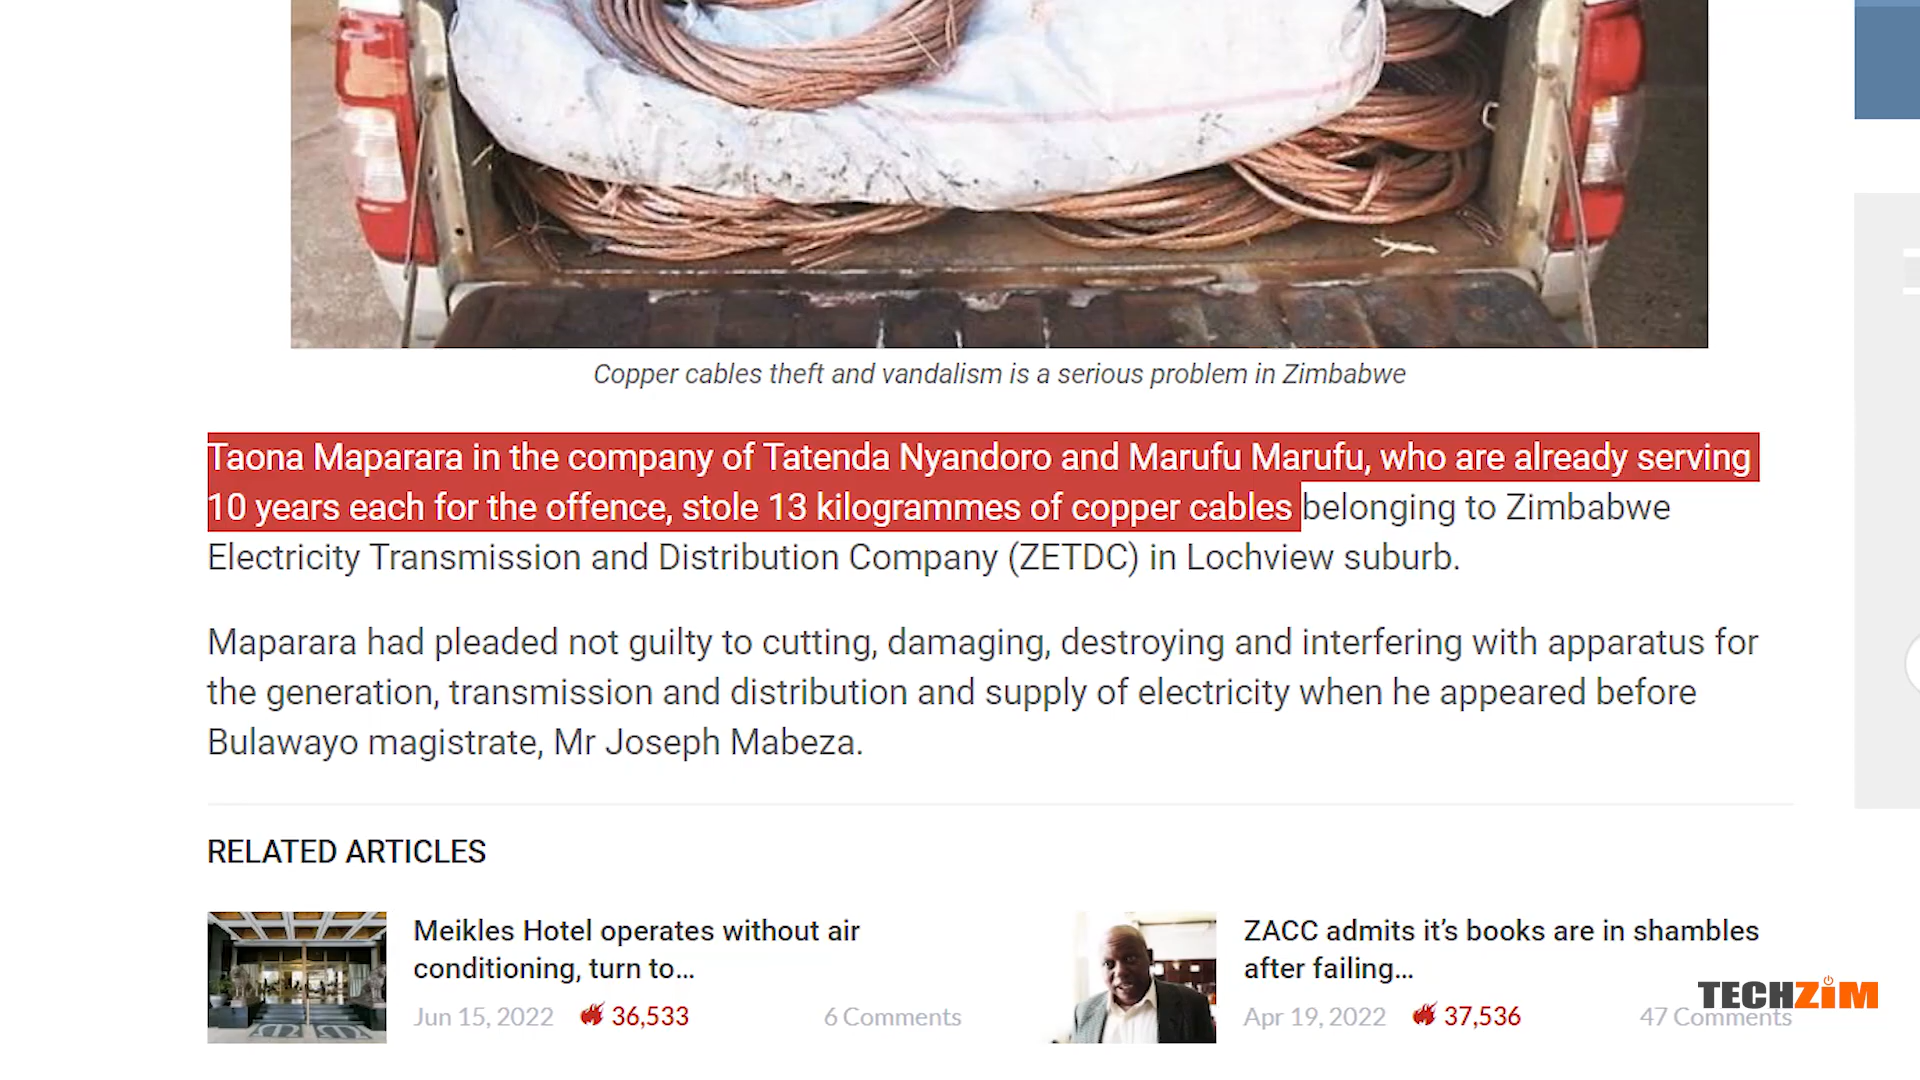 Copper cables theft and vandalism is a serious problem in Zimbabwe
Taona Maparara in the company of Tatenda Nyandoro and Marufu Marufu, who are already serving
10 years each for the offence, stole 13 kilogrammes of copper cables belonging to Zimbabwe
Electricity Transmission and Distribution Company (ZETDC) in Lochview suburb.
Maparara had pleaded not guilty to cutting, damaging, destroying and interfering with apparatus for
the generation, transmission and distribution and supply of electricity when he appeared before
Bulawayo magistrate, Mr Joseph Mabeza.
RELATED ARTICLES
Meikles Hotel operates without air
conditioning, turn to...
Jun 15, 2022 36,533 6 Comments
ZACC admits it’s books are in shambles
after failing...
Apr 19, 2022 37,536 47 Comments
TECHZiM